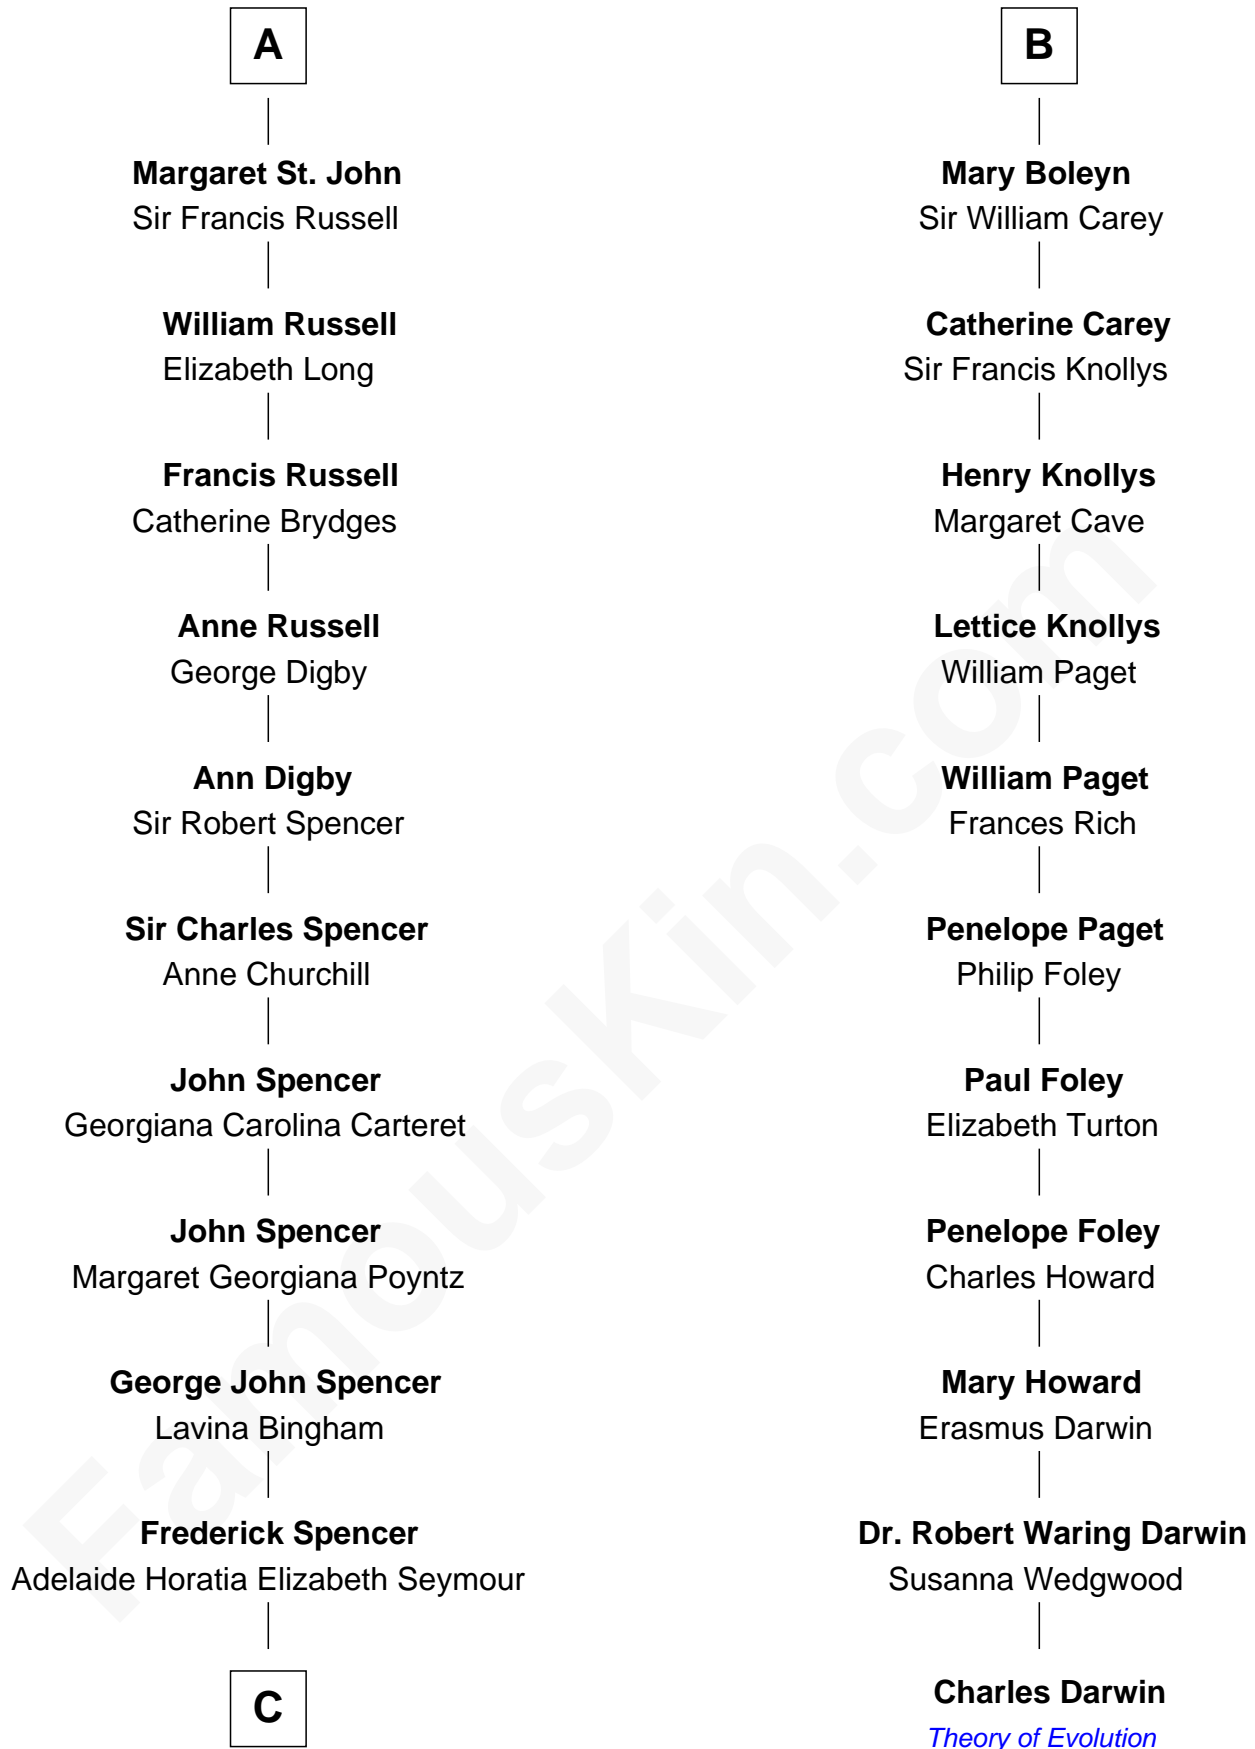 A
Margaret St. John
Sir Francis Russell
William Russell
Elizabeth Long
Francis Russell
Catherine Brydges
Anne Russell
George Digby
Ann Digby
Sir Robert Spencer
Sir Charles Spencer
Anne Churchill
John Spencer
Georgiana Carolina Carteret
John Spencer
Margaret Georgiana Poyntz
George John Spencer
Lavina Bingham
Frederick Spencer
Adelaide Horatia Elizabeth Seymour
C
B
Mary Boleyn
Sir William Carey
Catherine Carey
Sir Francis Knollys
Henry Knollys
Margaret Cave
Lettice Knollys
William Paget
William Paget
Frances Rich
Penelope Paget
Philip Foley
Paul Foley
Elizabeth Turton
Penelope Foley
Charles Howard
Mary Howard
Erasmus Darwin
Dr. Robert Waring Darwin
Susanna Wedgwood
Charles Darwin
Theory of Evolution
FamousKin.com